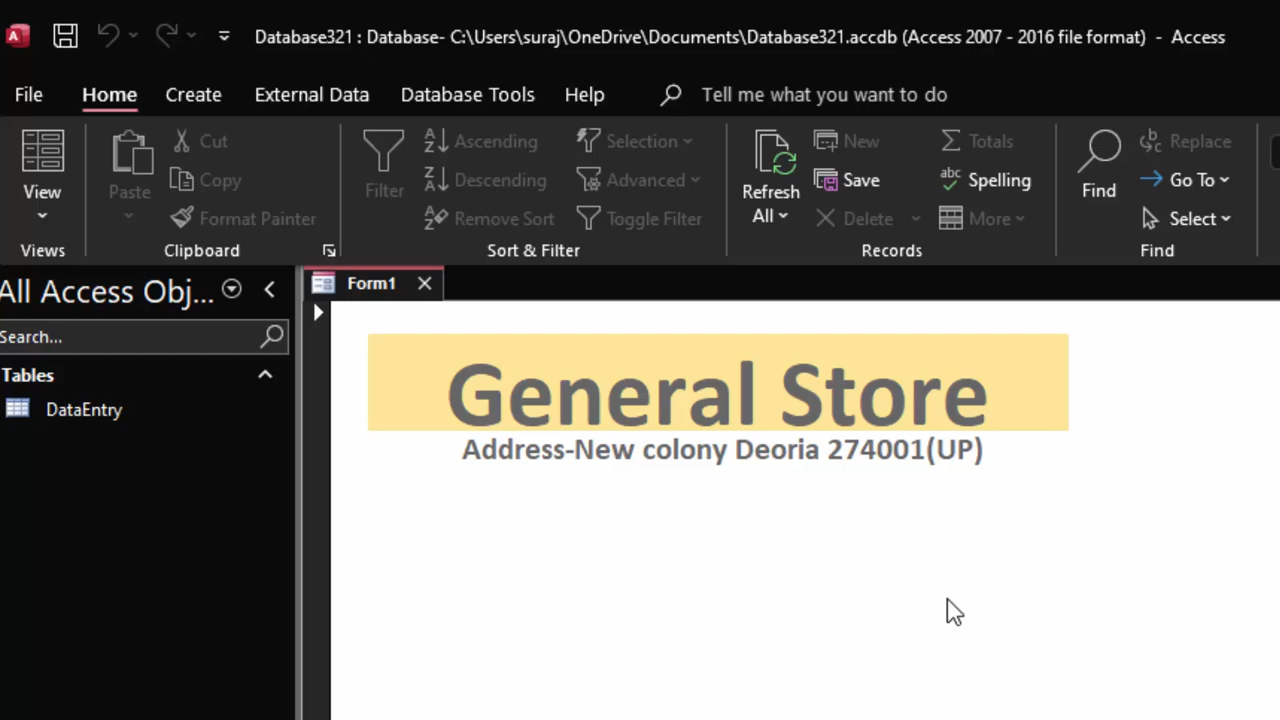 Database321 : Database- C:\Users\suraj\OneDrive\Documents\Database321.accdb (Access 2007 - 2016 file format) - Access
File Home Create External Data Database Tools Help Tell me what you want to do
View
Views
Paste
Cut
Copy
Format Painter
Clipboard
Filter
Ascending
Descending
Remove Sort
Selection
Advanced
Toggle Filter
Sort & Filter
Refresh
All
New
Save
Delete
Totals
Spelling
More
Records
Find
Replace
Go To
Select
Find
All Access Obj...
Search...
Tables
DataEntry
Form1
General Store
Address-New colony Deoria 274001(UP)